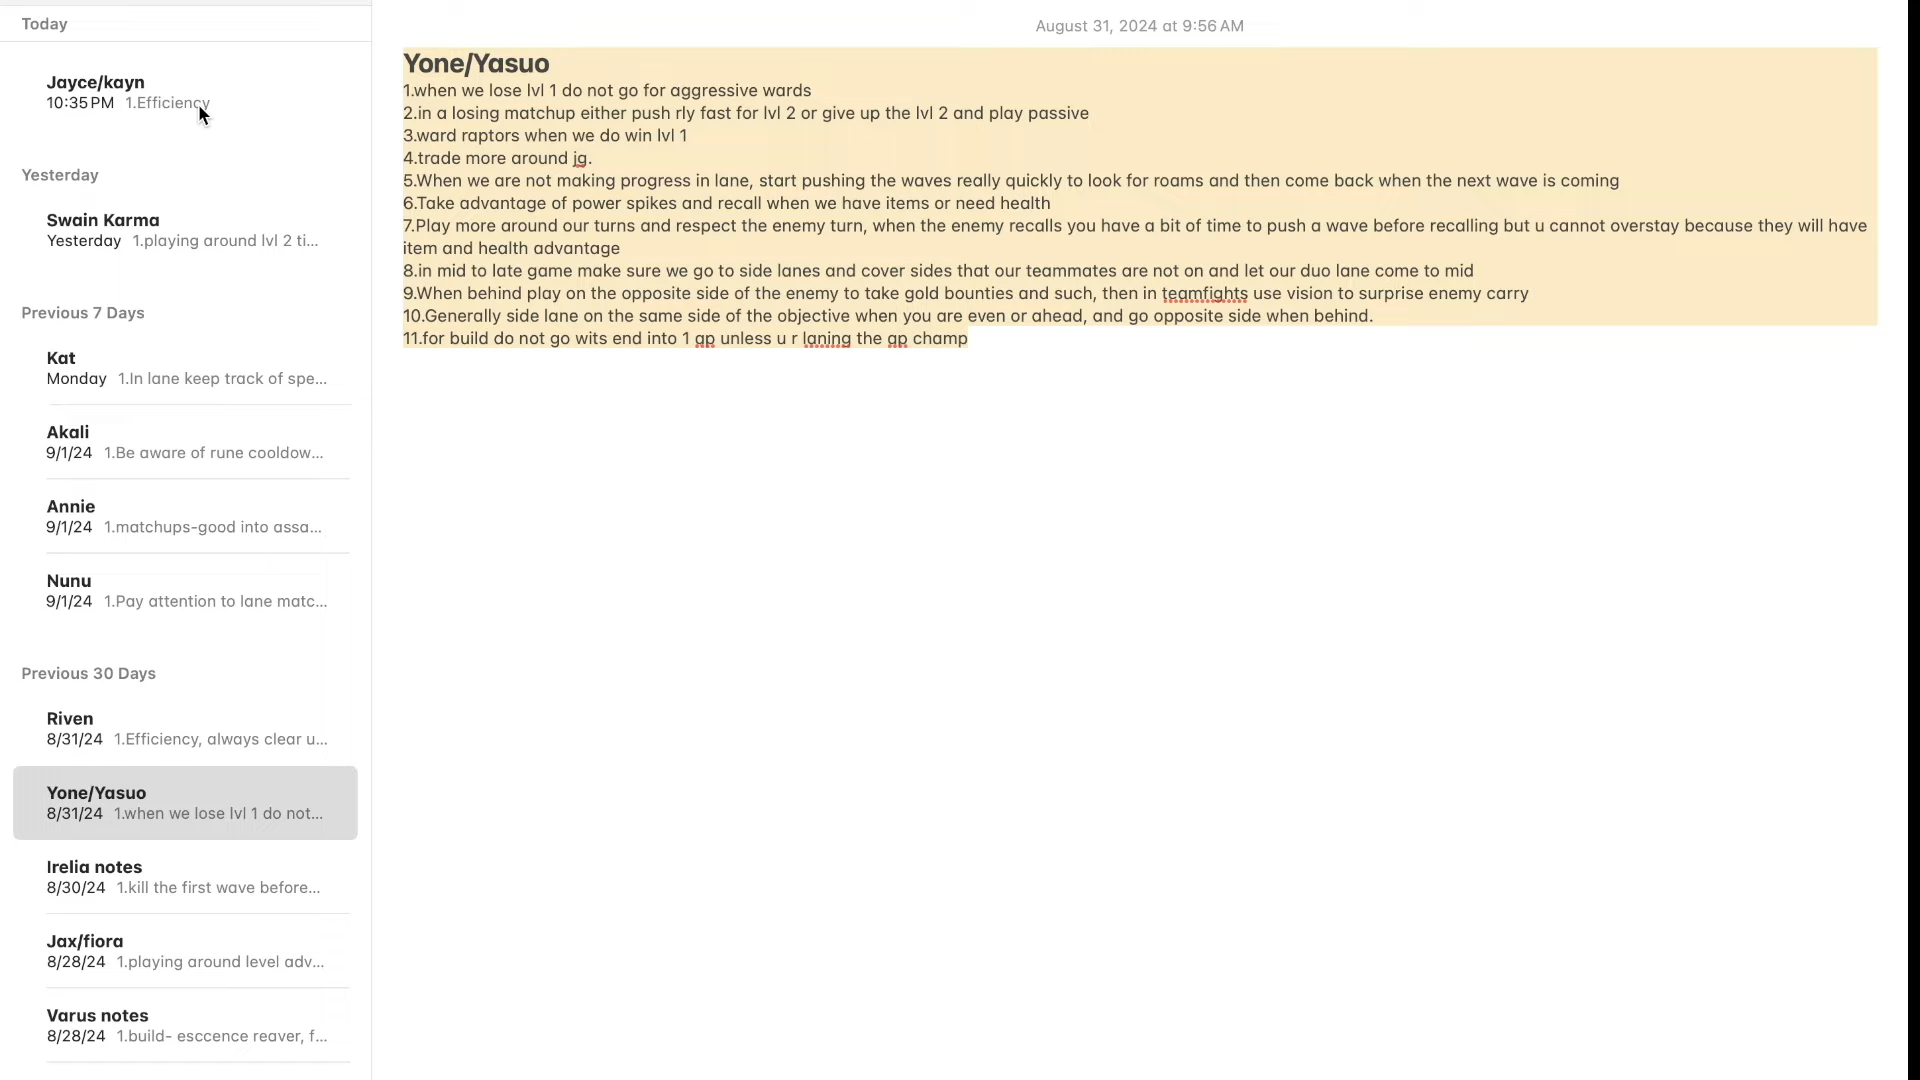 Today
Jayce/kayn
10:35 PM 1.Efficiency
Yesterday
Swain Karma
Yesterday 1.playing around lvl 2 ti...
Previous 7 Days
Kat
Monday 1.In lane keep track of spe...
Akali
9/1/24 1.Be aware of rune cooldow...
Annie
9/1/24 1.matchups-good into assa...
Nunu
9/1/24 1.Pay attention to lane matc...
Previous 30 Days
Riven
8/31/24 1.Efficiency, always clear u...
Yone/Yasuo
8/31/24 1.when we lose lvl 1 do not...
Irelia notes
8/30/24 1.kill the first wave before...
Jax/fiora
8/28/24 1.playing around level adv...
Varus notes
8/28/24 1.build- esccence reaver, f...
August 31, 2024 at 9:56 AM
Yone/Yasuo
1.when we lose lvl 1 do not go for aggressive wards
2.in a losing matchup either push rly fast for lvl 2 or give up the lvl 2 and play passive
3.ward raptors when we do win lvl 1
4.trade more around jg.
5.When we are not making progress in lane, start pushing the waves really quickly to look for roams and then come back when the next wave is coming
6.Take advantage of power spikes and recall when we have items or need health
7.Play more around our turns and respect the enemy turn, when the enemy recalls you have a bit of time to push a wave before recalling but u cannot overstay because they will have
item and health advantage
8.in mid to late game make sure we go to side lanes and cover sides that our teammates are not on and let our duo lane come to mid
9.When behind play on the opposite side of the enemy to take gold bounties and such, then in teamfights use vision to surprise enemy carry
10.Generally side lane on the same side of the objective when you are even or ahead, and go opposite side when behind.
11.for build do not go wits end into 1 ap unless u r laning the ap champ